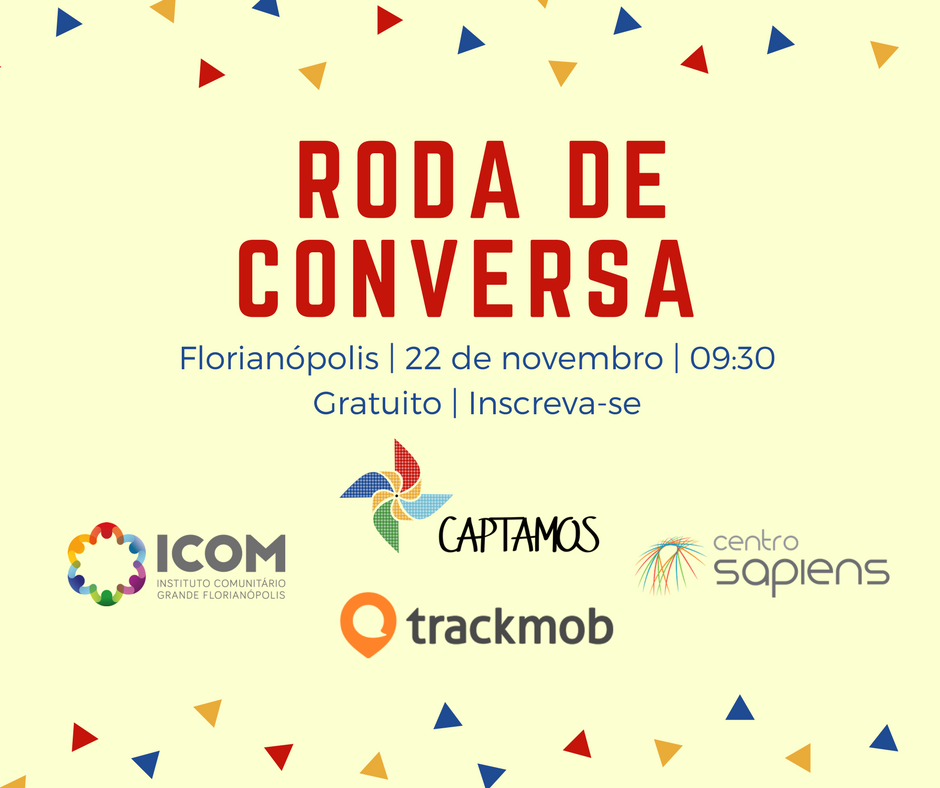 RODA DE
CONVERSA
Florianópolis | 22 de novembro | 09:30
Gratuito | Inscreva-se
CAPTAMOS
ICOM
INSTITUTO COMUNITÁRIO
GRANDE FLORIANÓPOLIS
centro
sapiens
trackmob